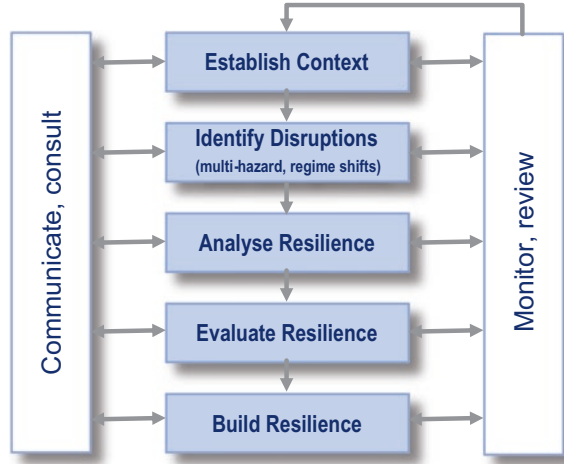 Communicate, consult
Establish Context
Identify Disruptions
(multi-hazard, regime shifts)
Analyse Resilience
Evaluate Resilience
Build Resilience
Monitor, review